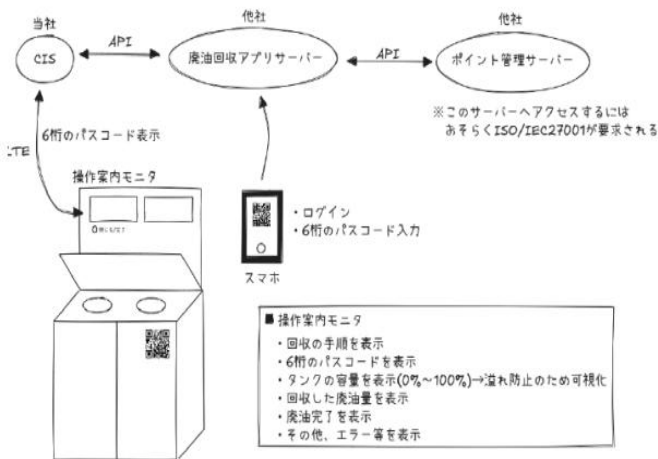 当社
CIS
API
他社
廃油回収アプリサーバー
API
他社
ポイント管理サーバー
※このサーバーへアクセスするには
おそらくISO/IEC27001が要求される
LTE
6桁のパスコード表示
操作案内モニタ
・ログイン
・6桁のパスコード入力
スマホ
■操作案内モニタ
・回収の手順を表示
・6桁のパスコードを表示
・タンクの容量を表示(0%~100%)→溢れ防止のため可視化
・回収した廃油量を表示
・廃油完了を表示
・その他、エラー等を表示